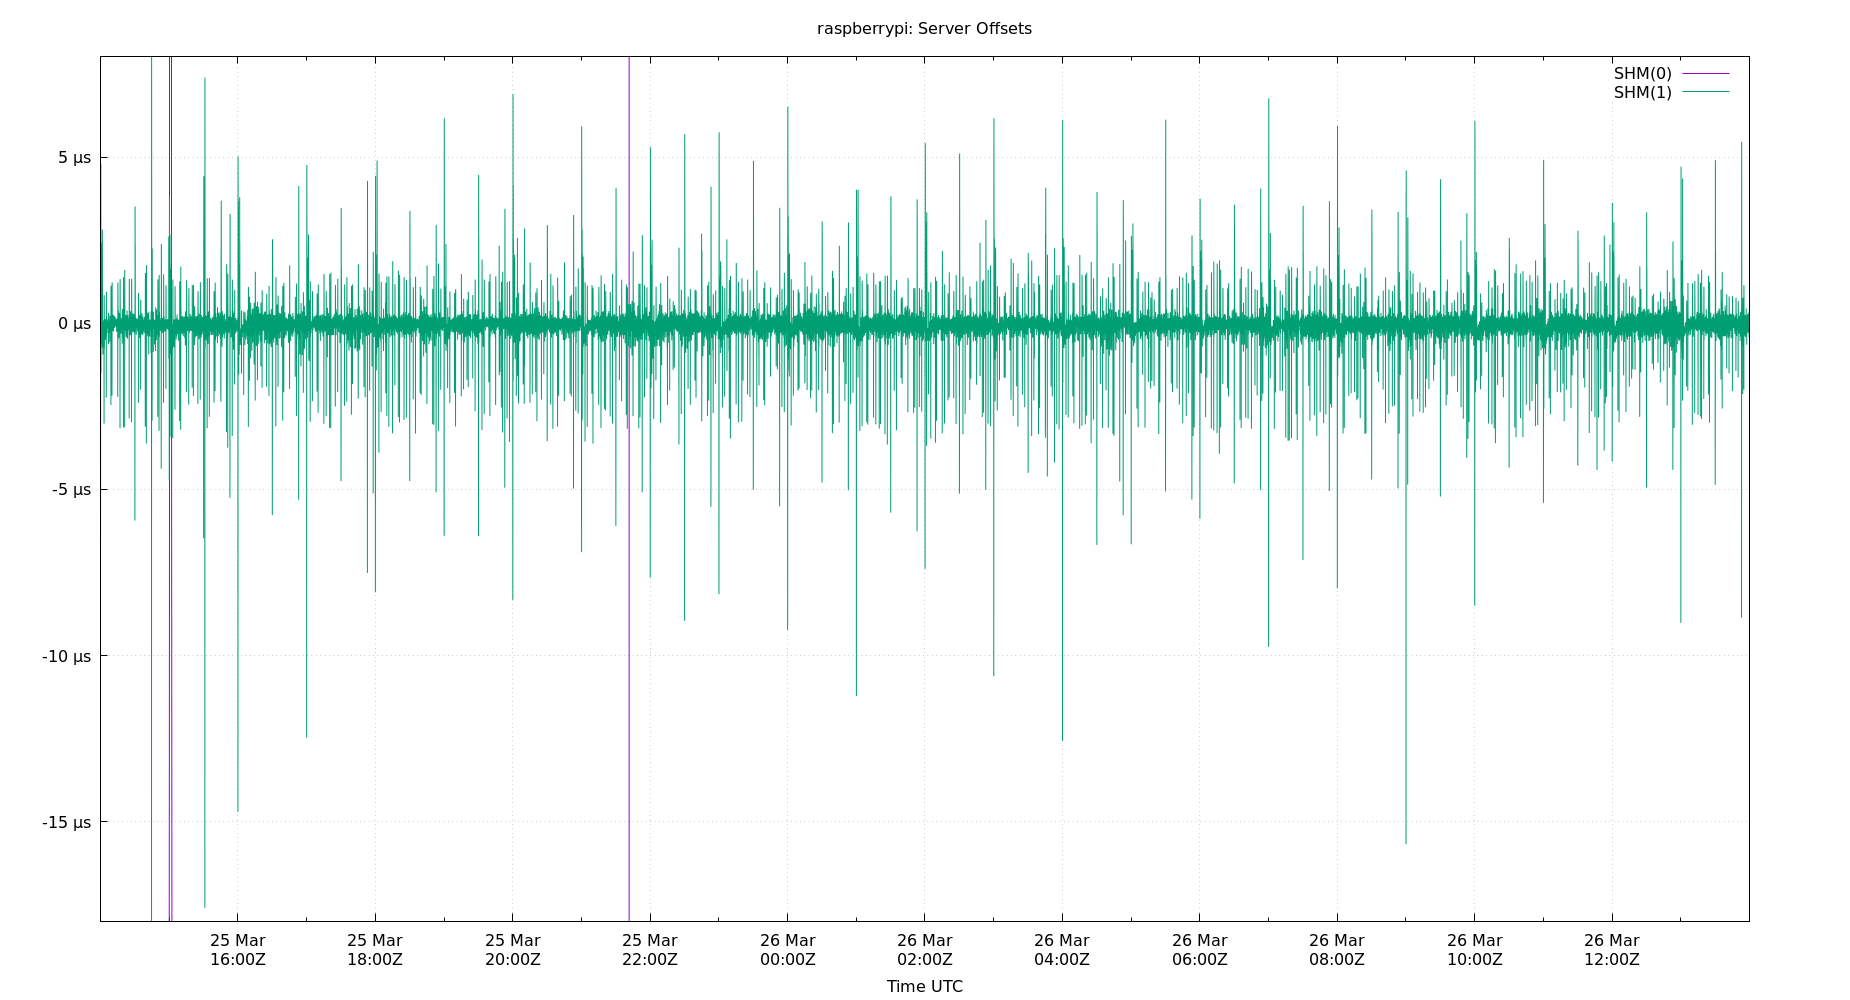 raspberrypi: Server Offsets
SHM(0)
SHM(1)
5 µs
0 µs
-5 µs
-10 µs
-15 µs
25 Mar 25 Mar 25 Mar 25 Mar 26 Mar 26 Mar 26 Mar 26 Mar 26 Mar 26 Mar 26 Mar
16:00Z 18:00Z 20:00Z 22:00Z 00:00Z 02:00Z 04:00Z 06:00Z 08:00Z 10:00Z 12:00Z
Time UTC